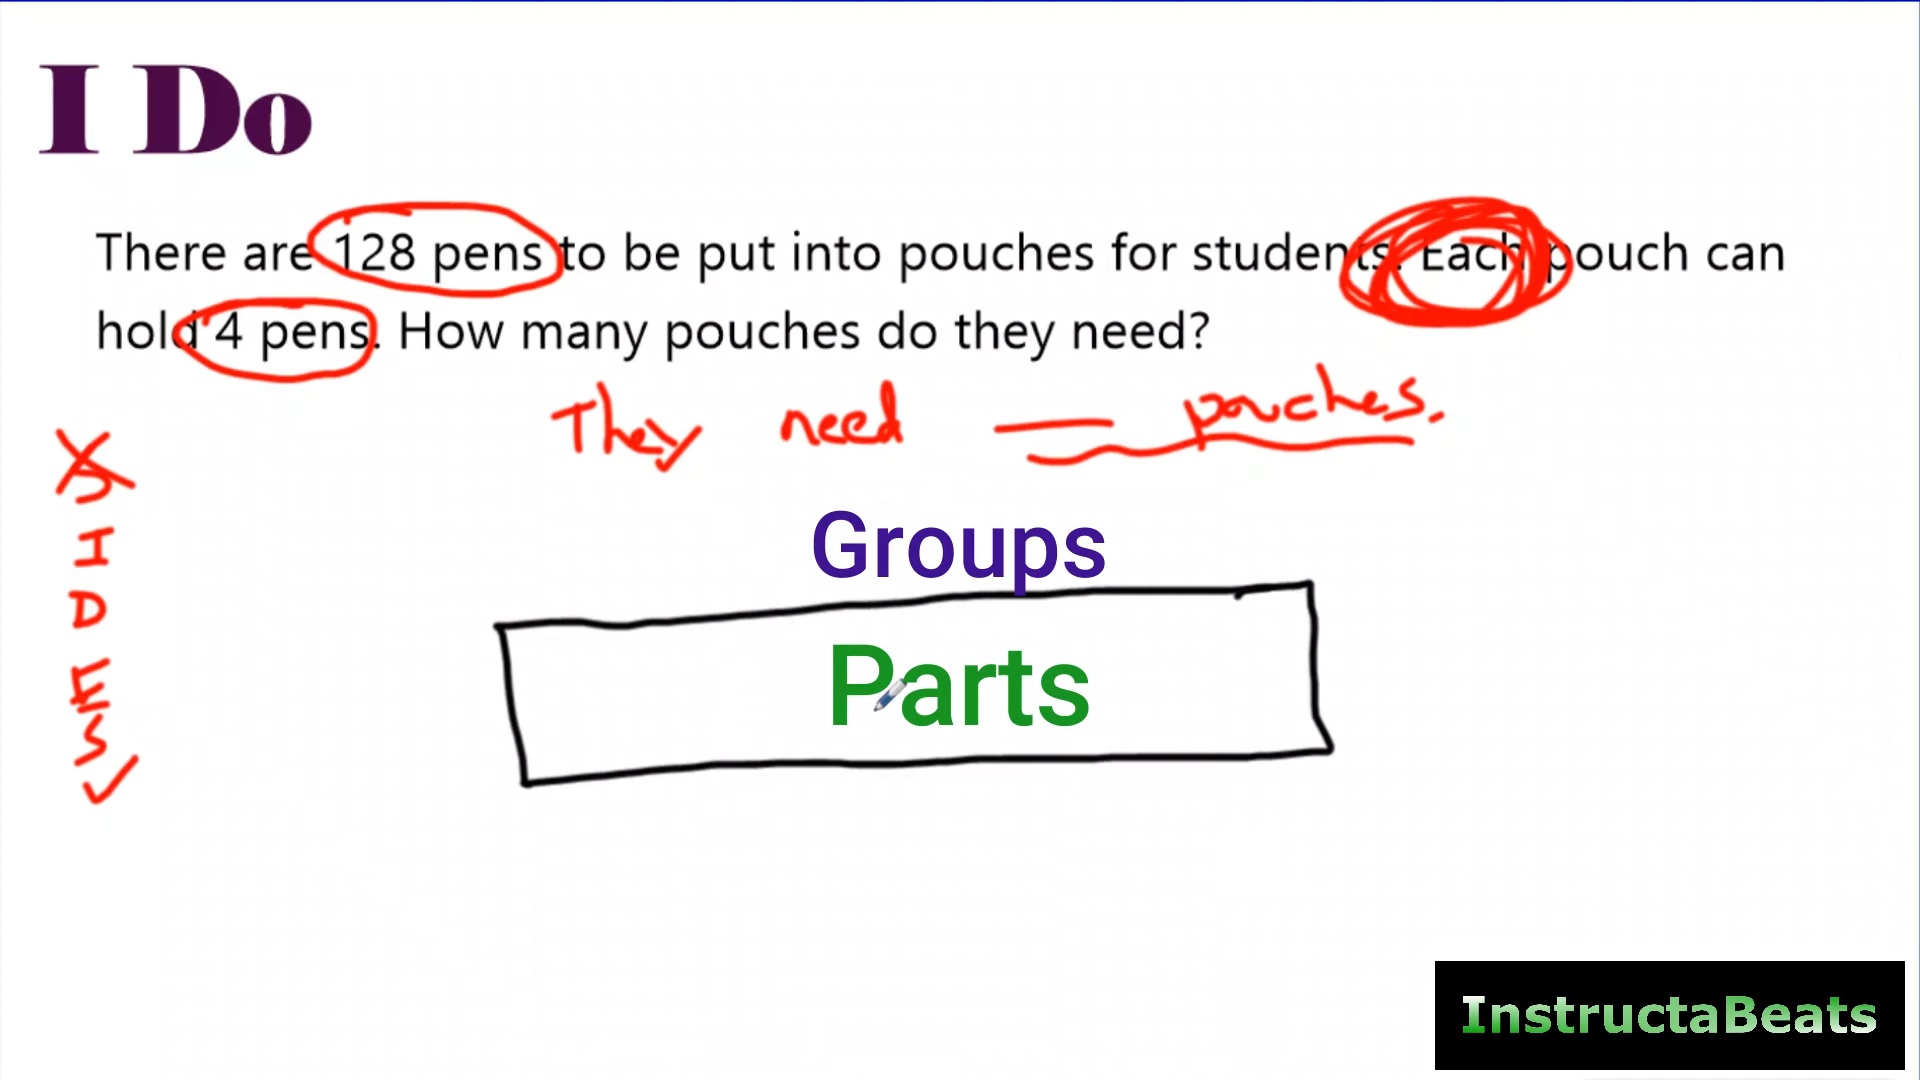 I Do
There are 128 pens to be put into pouches for students. Each pouch can
hold 4 pens. How many pouches do they need?
They need __ pouches.
I
D
E
S
Groups
Parts
InstructaBeats